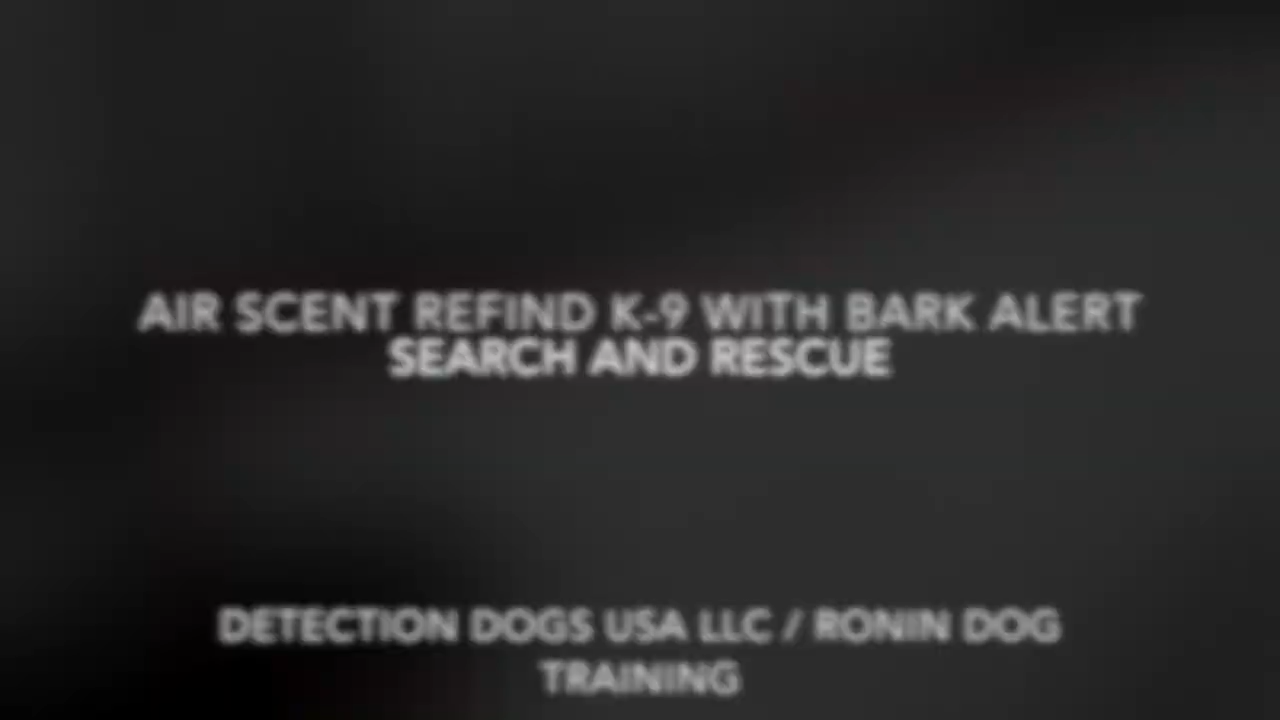 AIR SCENT REFIND K-9 WITH BARK ALERT
SEARCH AND RESCUE
DETECTION DOGS USA LLC / RONIN DOG
TRAINING